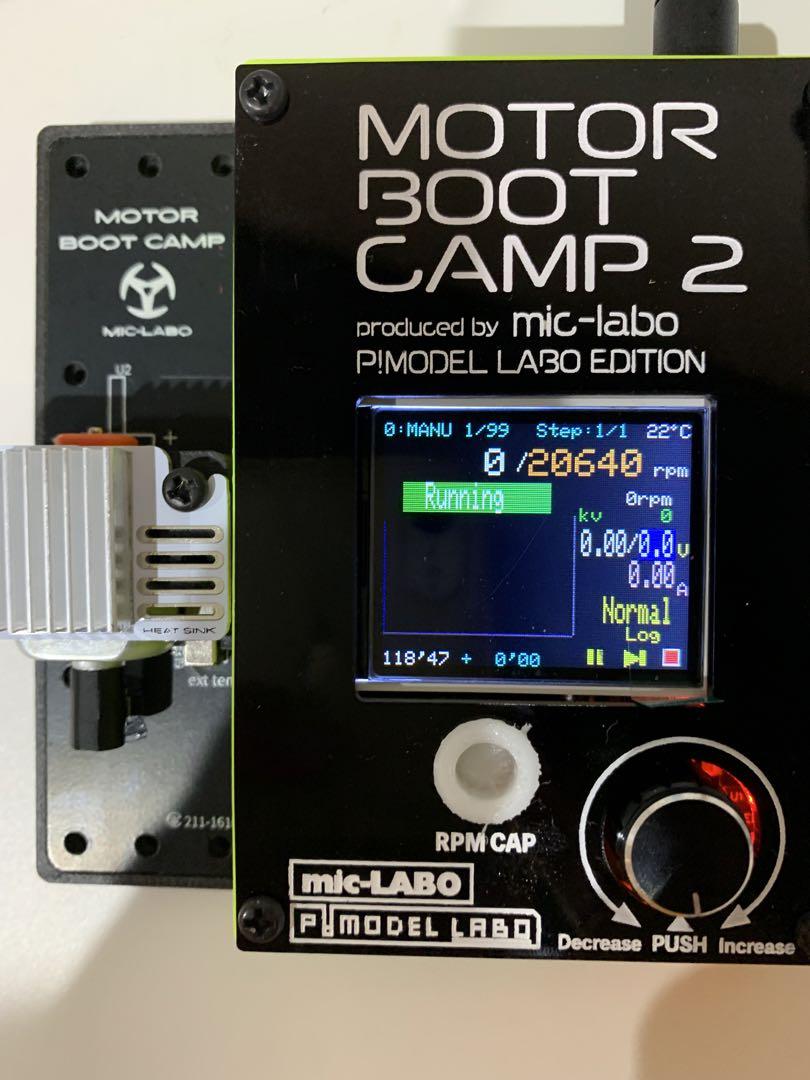 MOTOR
BOOT
CAMP 2
produced by mic-labo
P!MODEL LABO EDITION
MOTOR
BOOT CAMP
MIC-LABO
U2
+
HEAT SINK
0:MANU 1/99 Step:1/1 22°C
0/20640 rpm
Running
0rpm
kv 0
0.00/0.0V
0.00A
Normal
Log
118'47 + 0'00
RPM CAP
mic-LABO
P!MODEL LABO
Decrease PUSH Increase